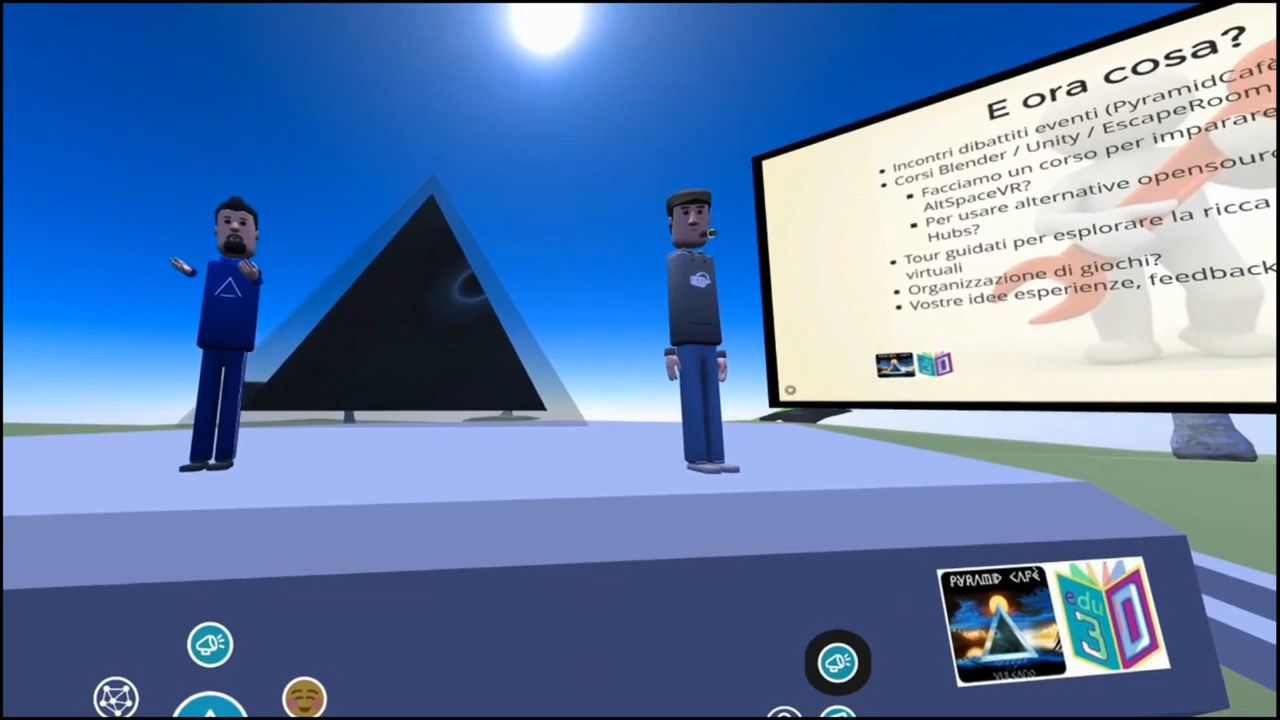 E ora cosa?
Incontri dibattiti eventi (PyramidCafè
Corsi Blender / Unity / EscapeRoom
Facciamo un corso per imparare
AltSpaceVR?
Per usare alternative opensourc
Hubs?
Tour guidati per esplorare la ricca
virtuali
Organizzazione di giochi?
Vostre idee esperienze, feedback
PYRAMID CAFÈ
VULCANO
edu
3D